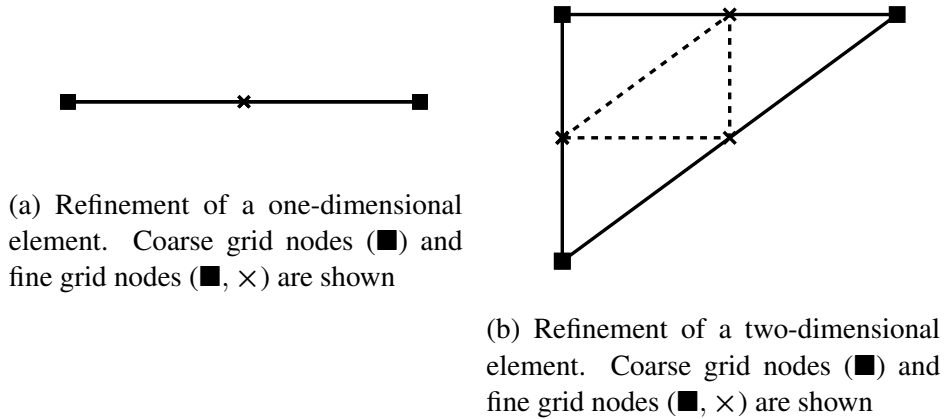 (a) Refinement of a one-dimensional
element. Coarse grid nodes (■) and
fine grid nodes (■, ×) are shown
(b) Refinement of a two-dimensional
element. Coarse grid nodes (■) and
fine grid nodes (■, ×) are shown